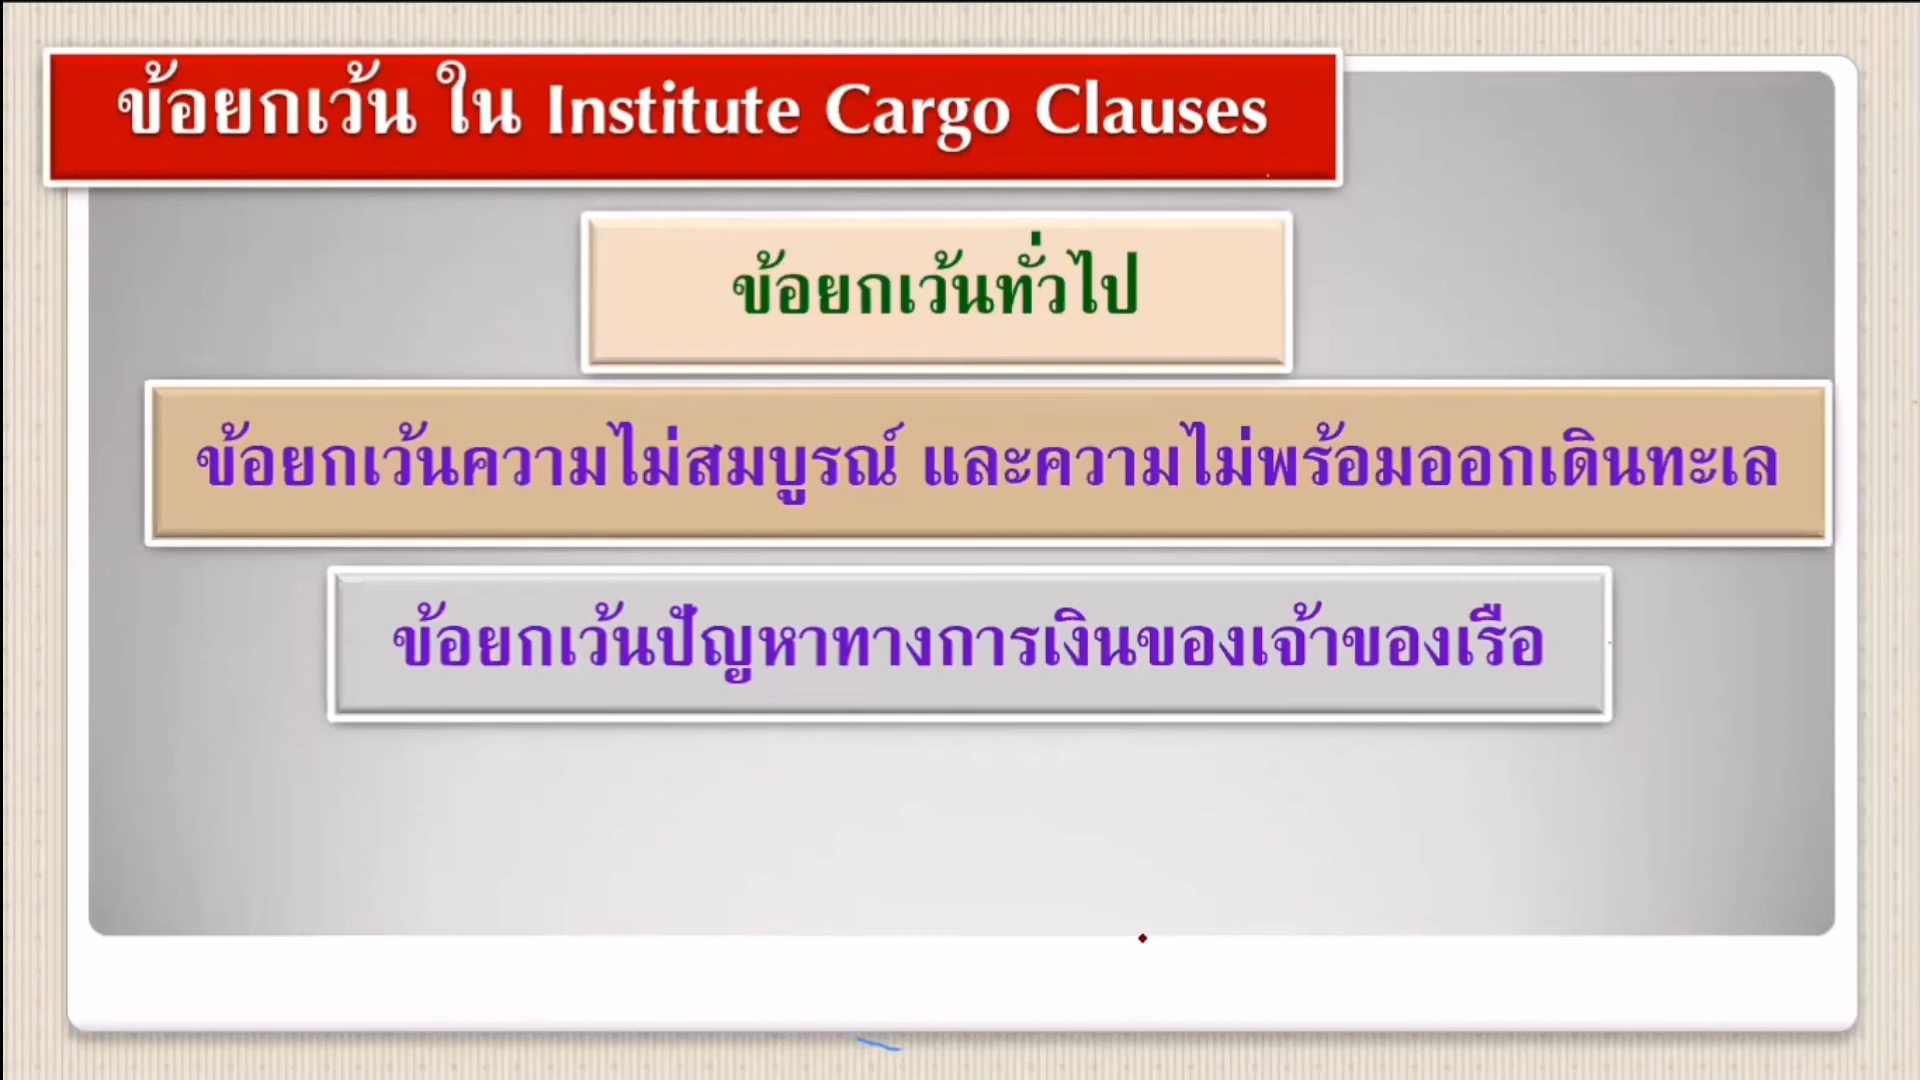 ข้อยกเว้น ใน Institute Cargo Clauses
ข้อยกเว้นทั่วไป
ข้อยกเว้นความไม่สมบูรณ์ และความไม่พร้อมออกเดินทะเล
ข้อยกเว้นปัญหาทางการเงินของเจ้าของเรือ